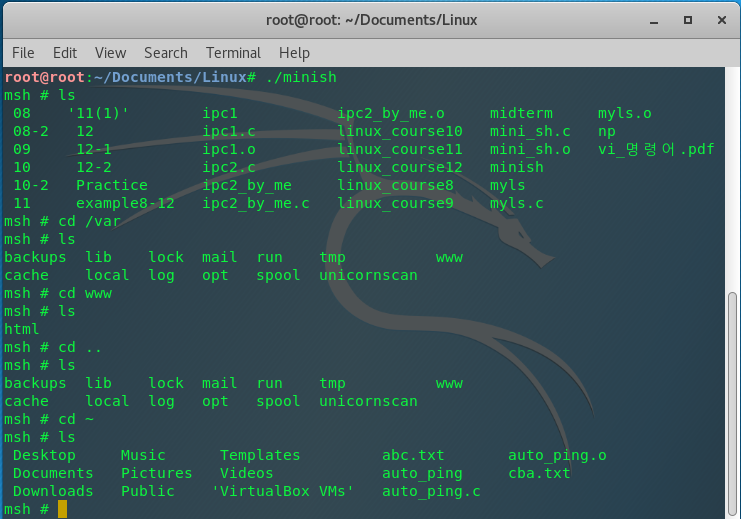 root@root: ~/Documents/Linux
File Edit View Search Terminal Help
root@root:~/Documents/Linux# ./minish
msh # ls
08 '11(1)' ipc1 ipc2_by_me.o midterm myls.o
08-2 12 ipc1.c linux_course10 mini_sh.c np
09 12-1 ipc1.o linux_course11 mini_sh.o vi_명령어.pdf
10 12-2 ipc2.c linux_course12 minish
10-2 Practice ipc2_by_me linux_course8 myls
11 example8-12 ipc2_by_me.c linux_course9 myls.c
msh # cd /var
msh # ls
backups lib lock mail run tmp www
cache local log opt spool unicornscan
msh # cd www
msh # ls
html
msh # cd ..
msh # ls
backups lib lock mail run tmp www
cache local log opt spool unicornscan
msh # cd ~
msh # ls
Desktop Music Templates abc.txt auto_ping.o
Documents Pictures Videos auto_ping cba.txt
Downloads Public 'VirtualBox VMs' auto_ping.c
msh #